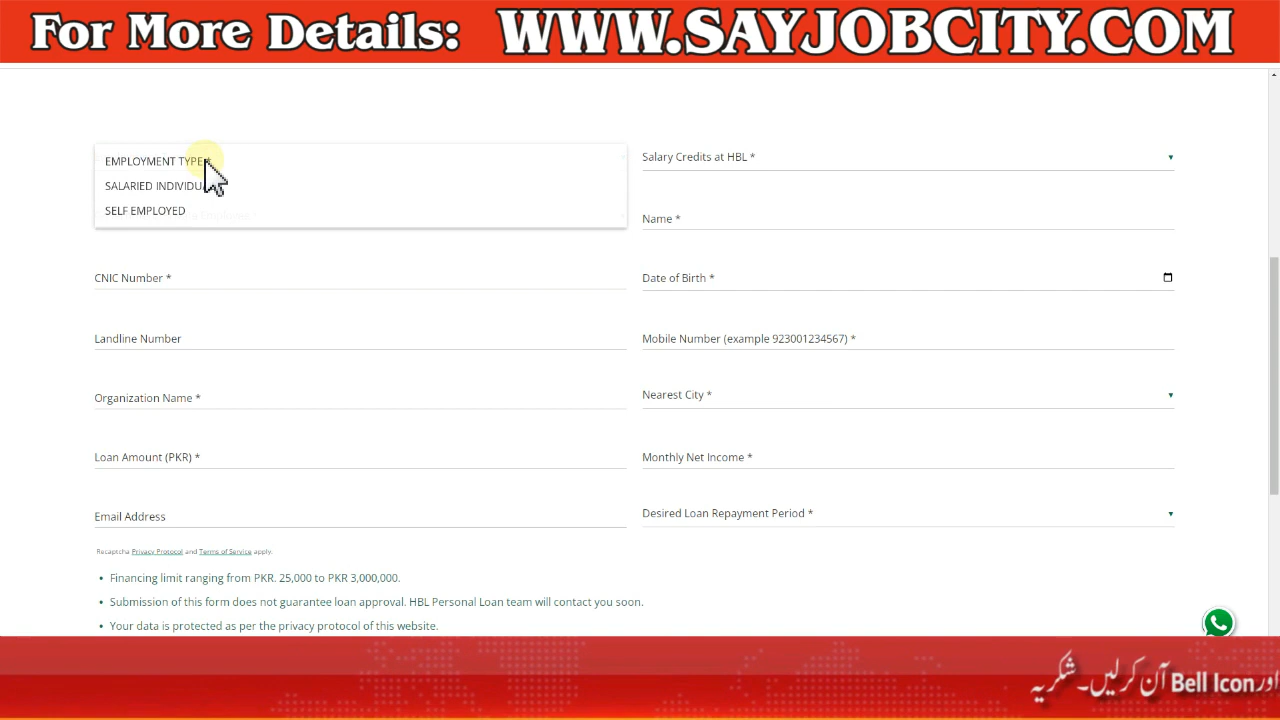 For More Details: WWW.SAYJOBCITY.COM
EMPLOYMENT TYPE *
SALARIED INDIVIDU
SELF EMPLOYED
Salary Credits at HBL *
Name *
CNIC Number *
Date of Birth *
Landline Number
Mobile Number (example 923001234567) *
Organization Name *
Nearest City *
Loan Amount (PKR) *
Monthly Net Income *
Email Address
Desired Loan Repayment Period *
Recaptcha Privacy Protocol and Terms of Service apply.
• Financing limit ranging from PKR. 25,000 to PKR 3,000,000.
• Submission of this form does not guarantee loan approval. HBL Personal Loan team will contact you soon.
• Your data is protected as per the privacy protocol of this website.
اور Bell Icon آن کرلیں۔ شکریہ